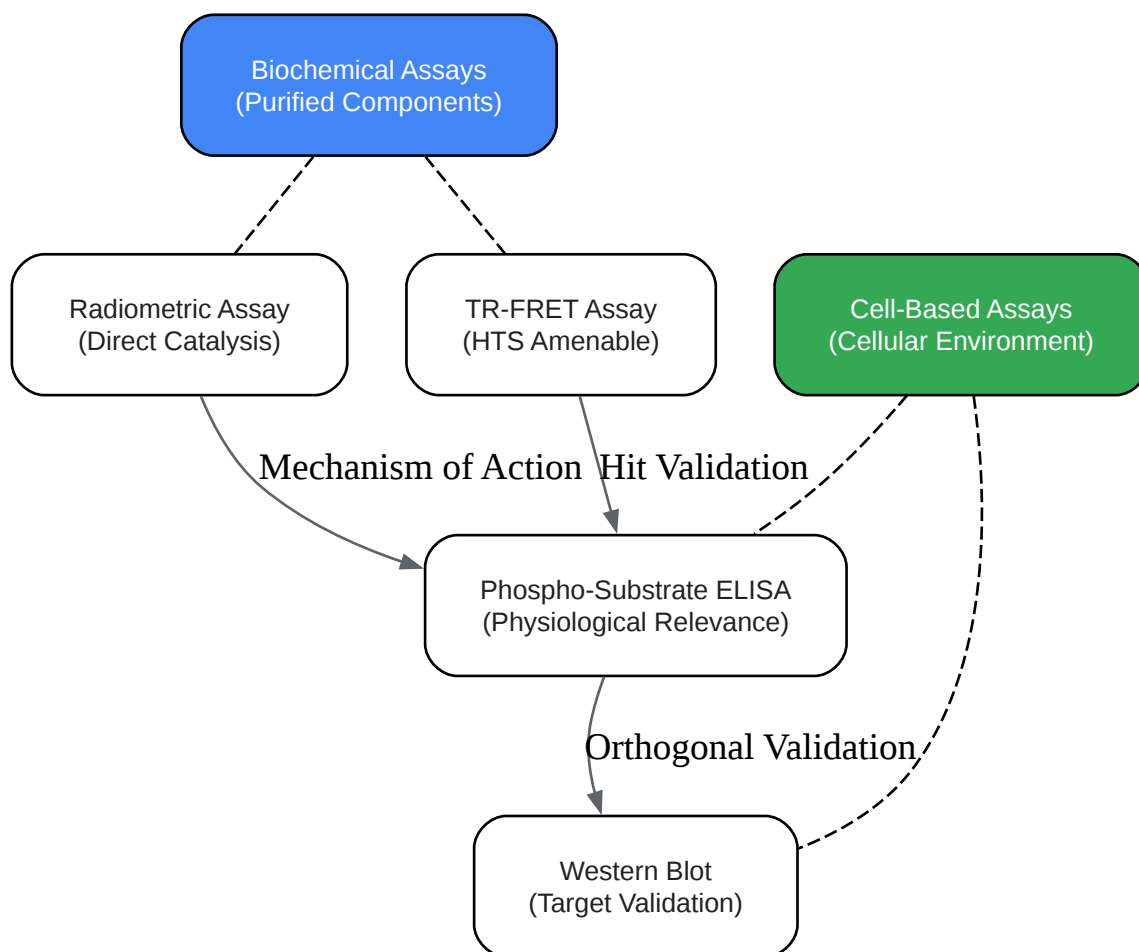 Biochemical Assays
(Purified Components)
Radiometric Assay
(Direct Catalysis)
TR-FRET Assay
(HTS Amenable)
Cell-Based Assays
(Cellular Environment)
Mechanism of Action
Hit Validation
Phospho-Substrate ELISA
(Physiological Relevance)
Orthogonal Validation
Western Blot
(Target Validation)